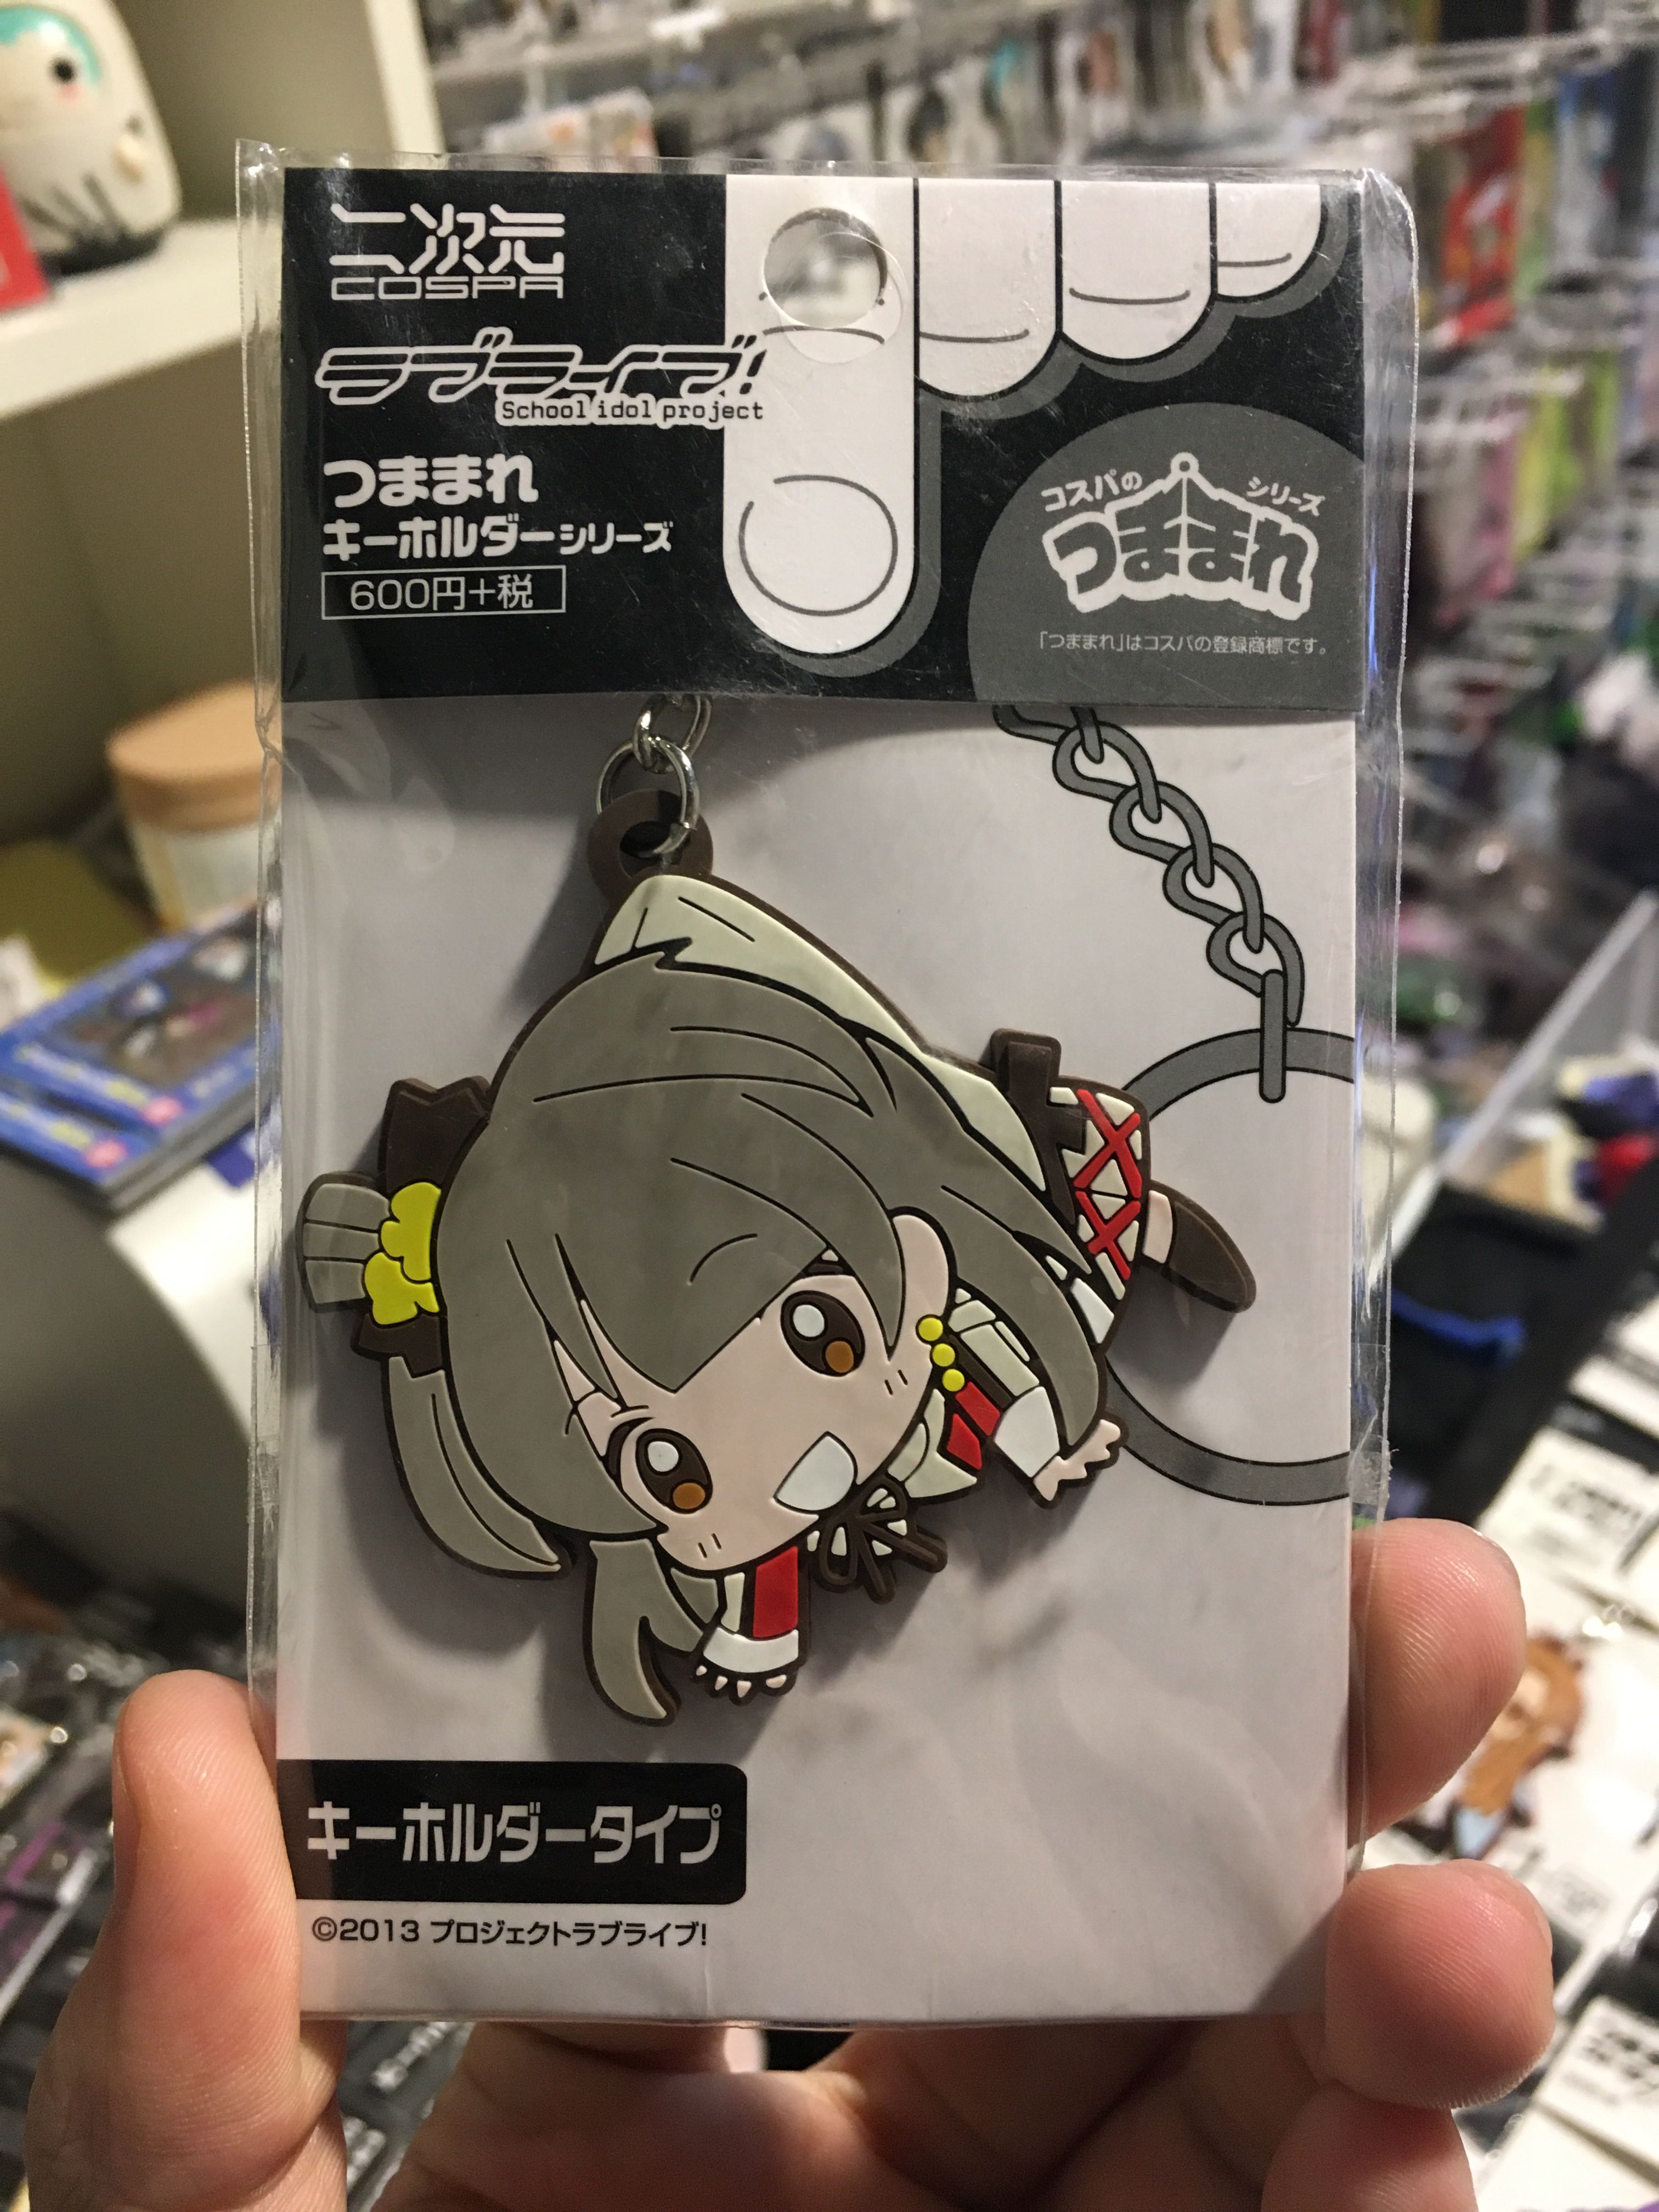 二次元
COSPA
ラブライブ!
School idol project
つままれ
キーホルダーシリーズ
600円+税
コスパの
シリーズ
つままれ
「つままれ」はコスパの登録商標です。
キーホルダータイプ
©2013 プロジェクトラブライブ!